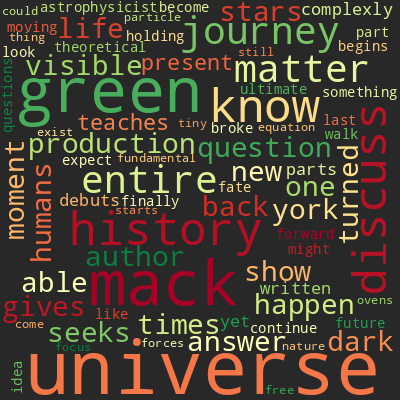 could astrophysicist become complexly
particle
moving life holding journey stars part
thing theoretical begins
look visible present matter still
questions green ultimate something
tiny know
teaches broke equation last
production question walk
exist expect fundamental new parts
moment humans entire one turned discuss
debuts finally fate york
starts history back forward
author might
able mack show written
gives like happen ovens
seeks times yet continue future
come answer nature dark
focus forces
idea universe free